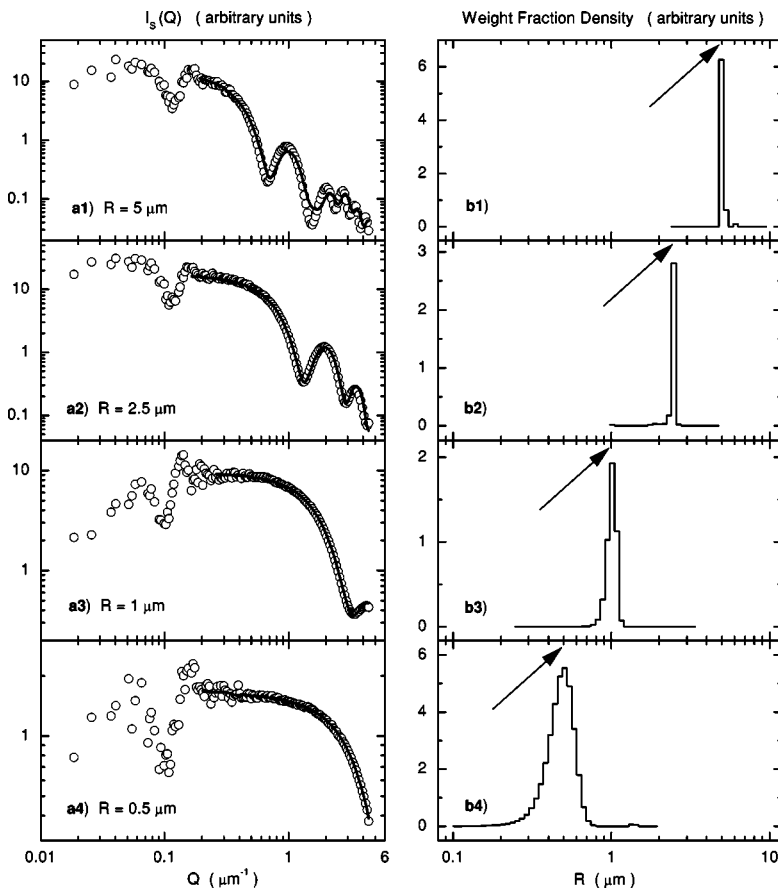 I_s(Q) ( arbitrary units )
Weight Fraction Density ( arbitrary units )
10
1
0.1
a1) R = 5 μm
6
4
2
0
b1)
10
1
0.1
a2) R = 2.5 μm
3
2
1
0
b2)
10
1
a3) R = 1 μm
2
1
0
b3)
1
a4) R = 0.5 μm
6
4
2
0
b4)
0.01
0.1
1
6
0.1
1
10
Q ( μm⁻¹ )
R ( μm )